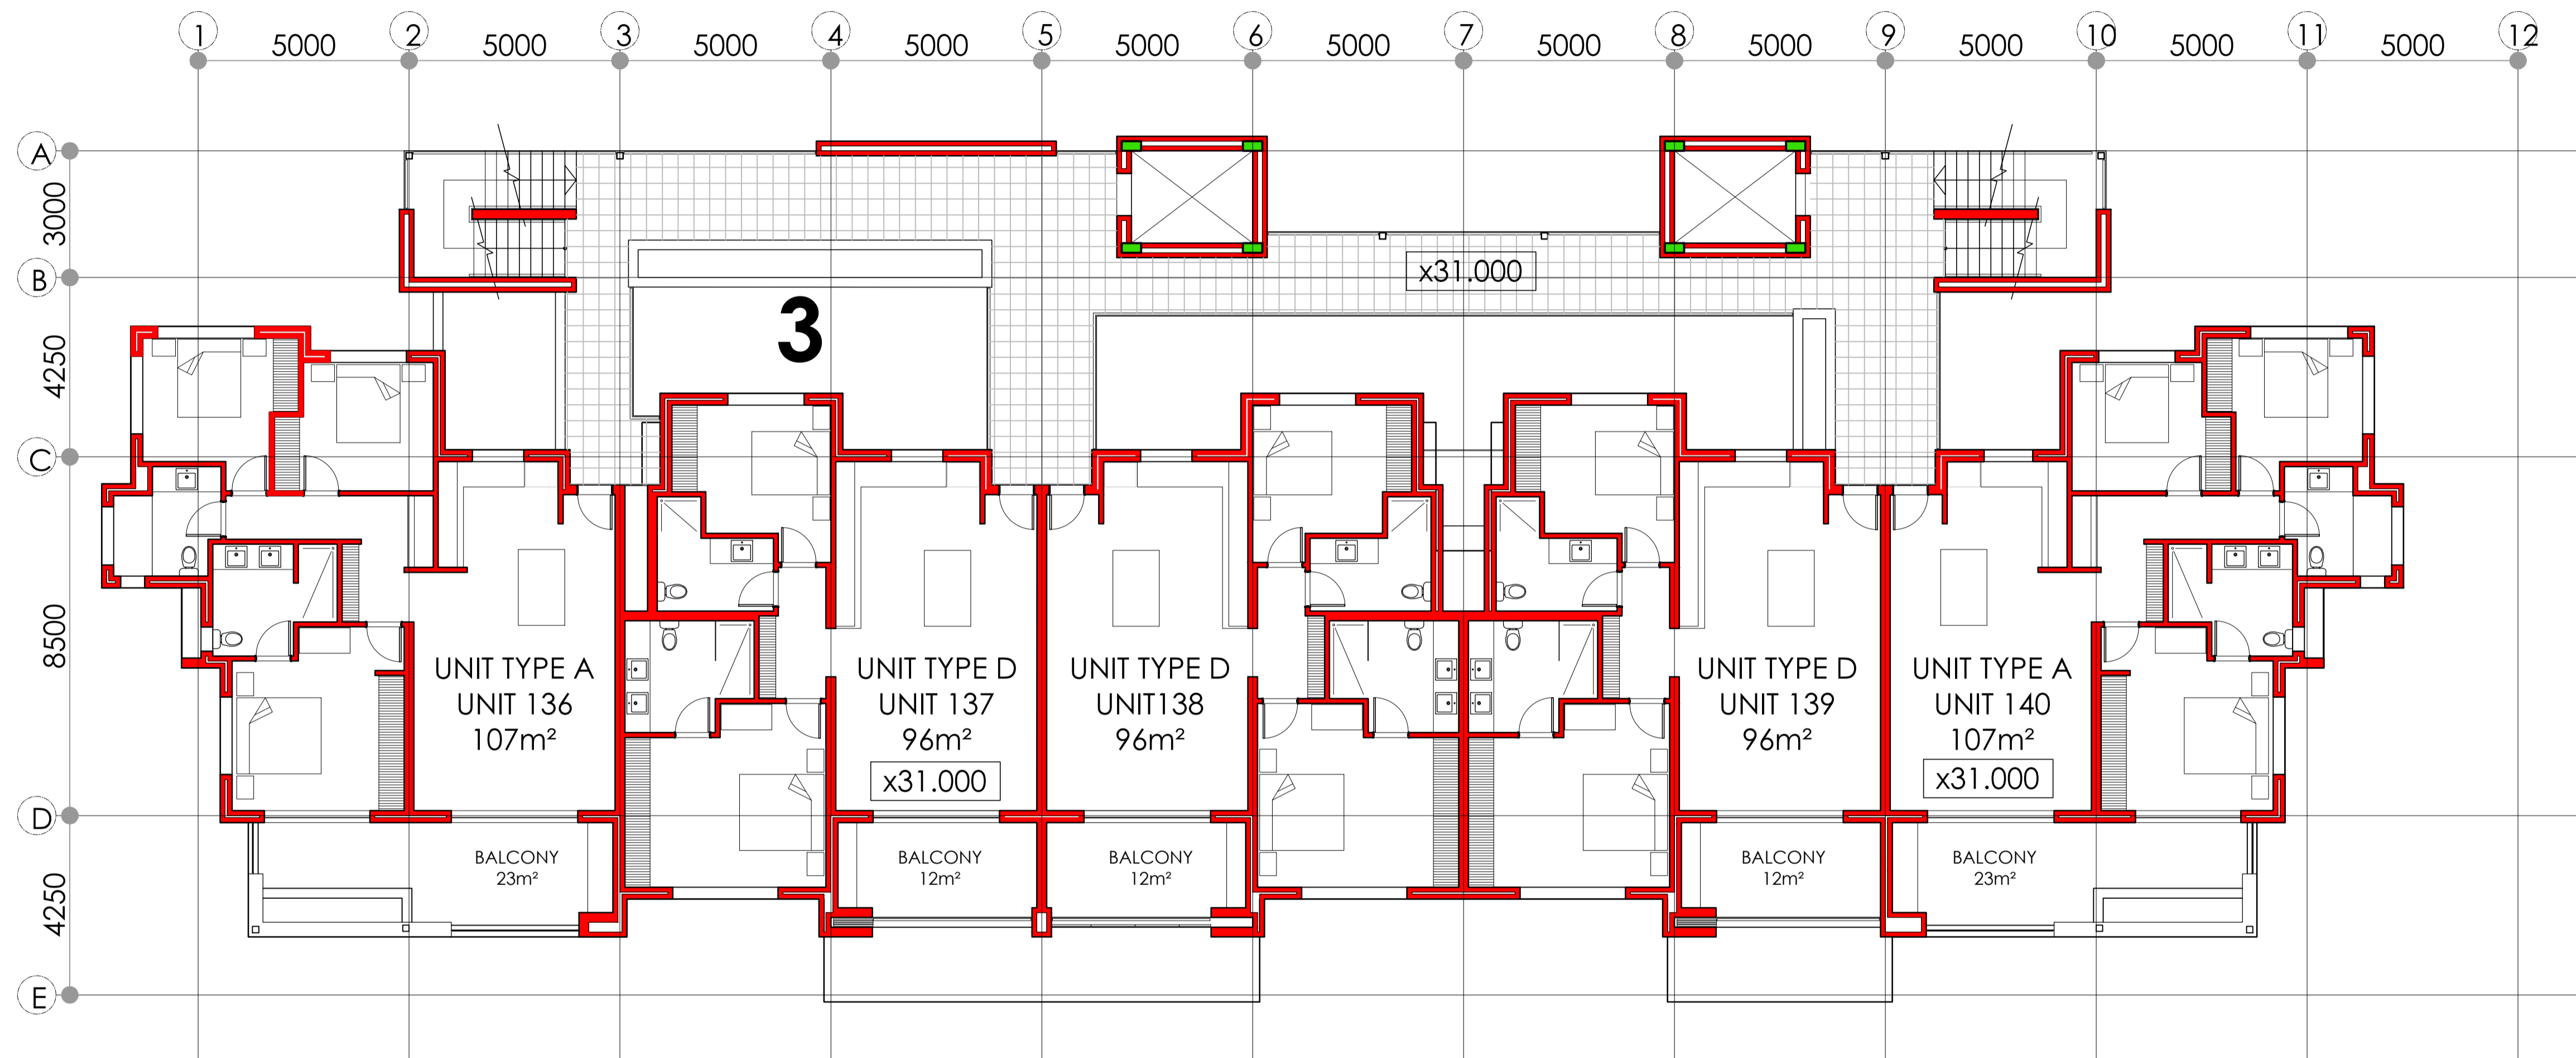 1 5000 2 5000 3 5000 4 5000 5 5000 6 5000 7 5000 8 5000 9 5000 10 5000 11 5000 12
A
3000
B
x31.000
3
4250
C
8500
UNIT TYPE A
UNIT 136
107m²
UNIT TYPE D
UNIT 137
96m²
x31.000
UNIT TYPE D
UNIT138
96m²
UNIT TYPE D
UNIT 139
96m²
UNIT TYPE A
UNIT 140
107m²
x31.000
D
BALCONY
23m²
BALCONY
12m²
BALCONY
12m²
BALCONY
12m²
BALCONY
23m²
4250
E